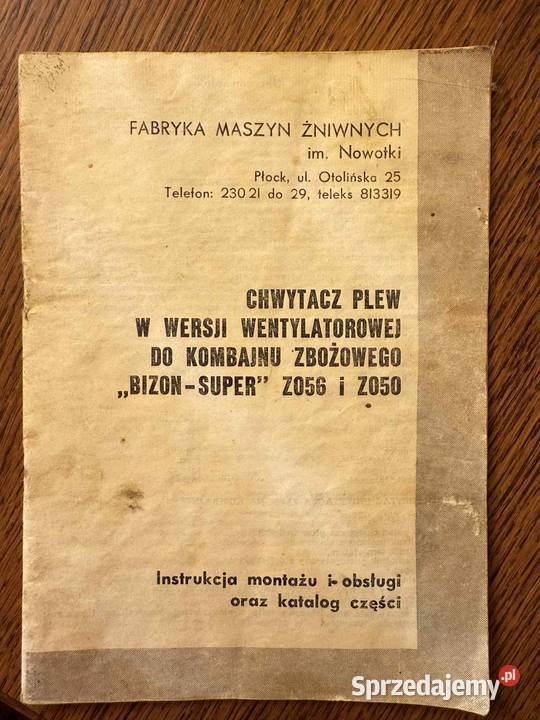 FABRYKA MASZYN ŻNIWNYCH
im. Nowotki
Płock, ul. Otolińska 25
Telefon: 230 21 do 29, teleks 813319
CHWYTACZ PLEW
W WERSJI WENTYLATOROWEJ
DO KOMBAJNU ZBOŻOWEGO
„BIZON-SUPER” Z056 i Z050
Instrukcja montażu i obsługi
oraz katalog części
Sprzedajemy.pl